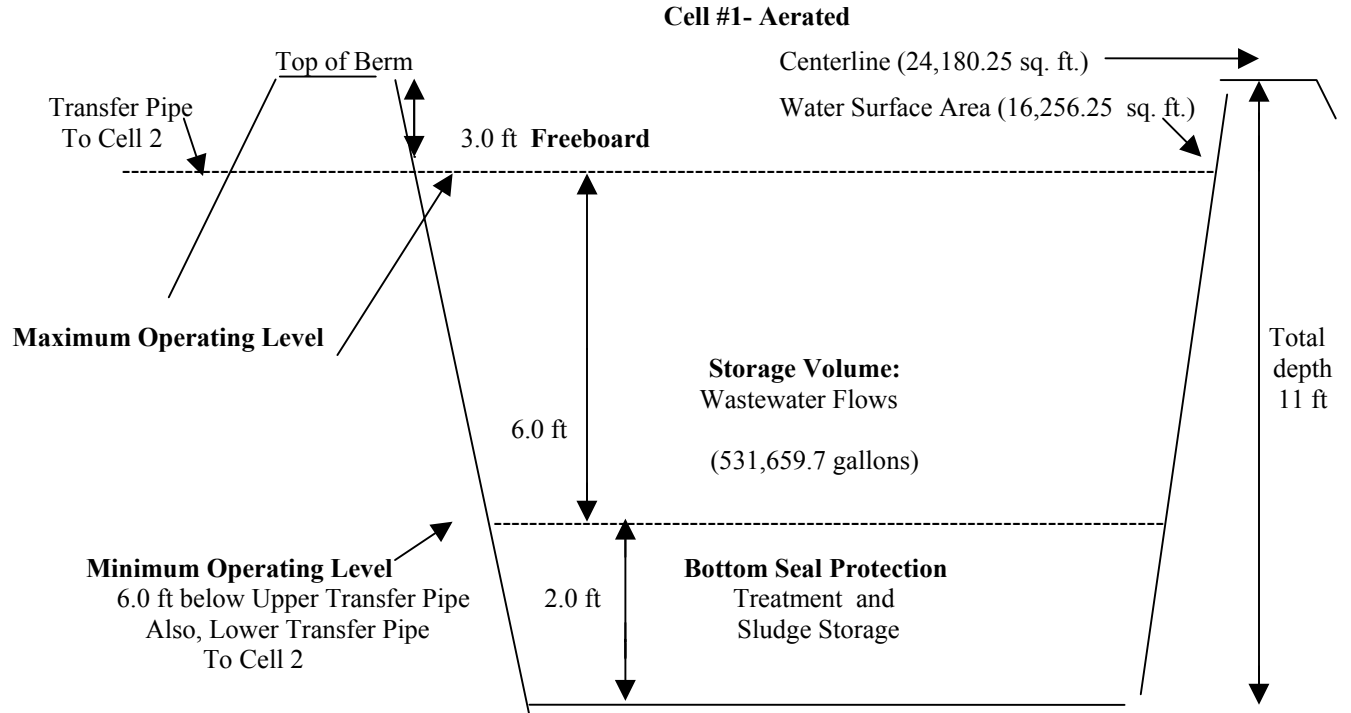 Cell #1- Aerated
Top of Berm
Centerline (24,180.25 sq. ft.)
Transfer Pipe
To Cell 2
Water Surface Area (16,256.25 sq. ft.)
3.0 ft Freeboard
Maximum Operating Level
Storage Volume:
Wastewater Flows
6.0 ft
(531,659.7 gallons)
Total
depth
11 ft
Minimum Operating Level
6.0 ft below Upper Transfer Pipe
Also, Lower Transfer Pipe
To Cell 2
2.0 ft
Bottom Seal Protection
Treatment and
Sludge Storage